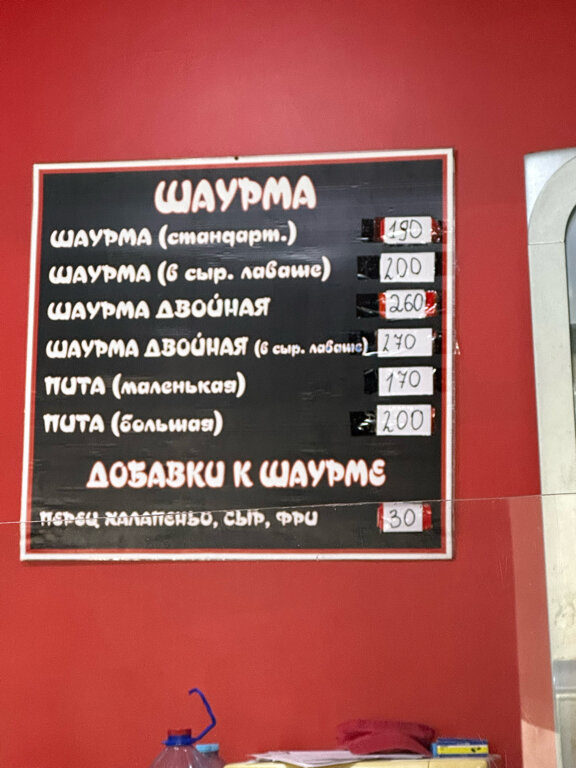 ШАУРМА
ШАУРМА (стандарт.) 190
ШАУРМА (в сыр. лаваше) 200
ШАУРМА ДВОЙНАЯ 260
ШАУРМА ДВОЙНАЯ (в сыр. лаваше) 270
ПИТА (маленькая) 170
ПИТА (большая) 200
ДОБАВКИ К ШАУРМЕ
ПЕРЕЦ ХАЛАПЕНЬО, СЫР, ФРИ 30